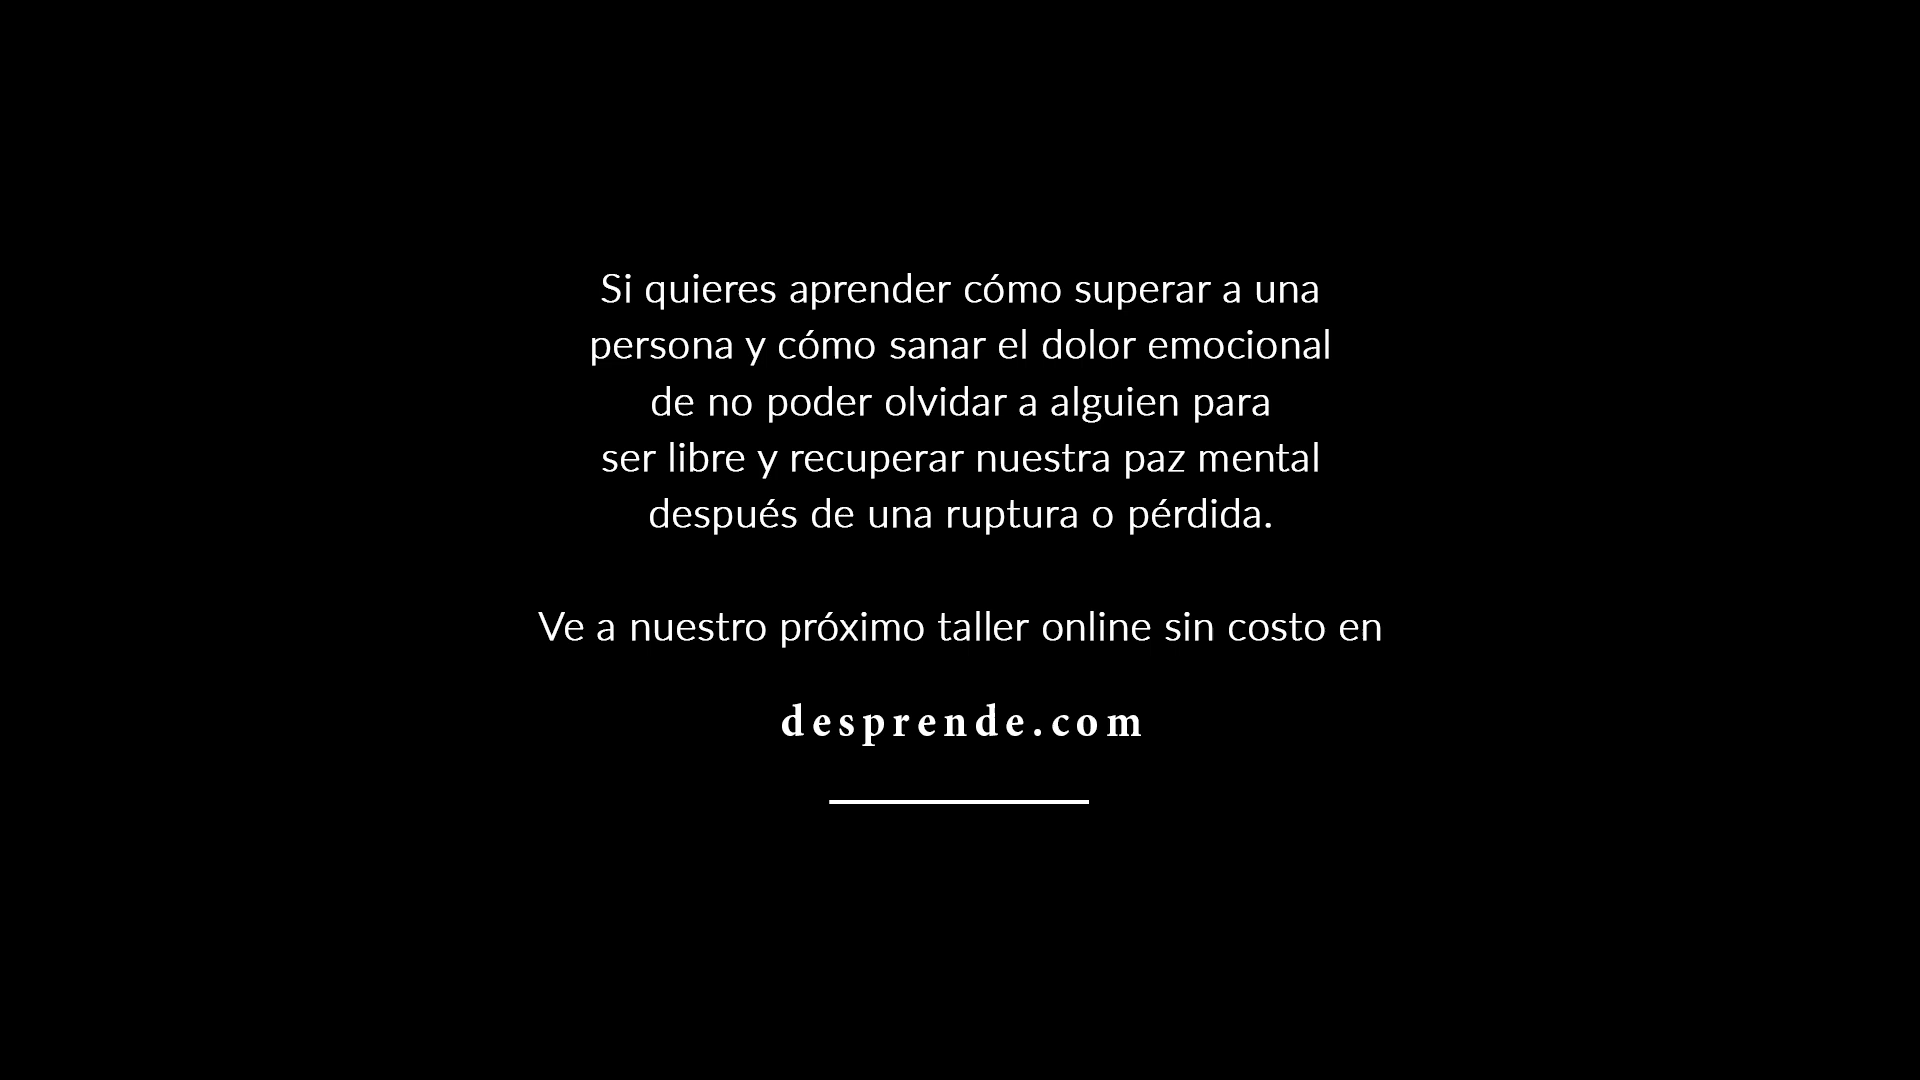 Si quieres aprender cómo superar a una
persona y cómo sanar el dolor emocional
de no poder olvidar a alguien para
ser libre y recuperar nuestra paz mental
después de una ruptura o pérdida.
Ve a nuestro próximo taller online sin costo en
desprende.com